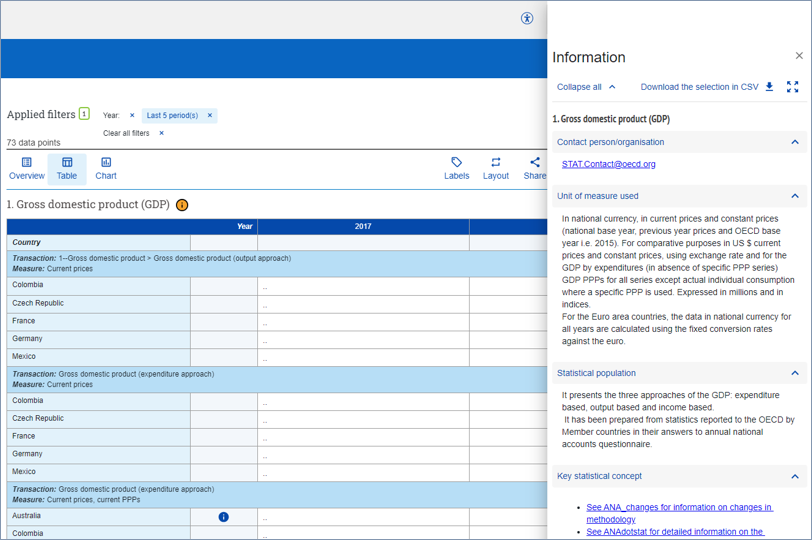 Applied filters 1 Year: × Last 5 period(s) ×
Clear all filters ×
73 data points
Overview Table Chart Labels Layout Share
1. Gross domestic product (GDP)
Year 2017
Country
Transaction: 1--Gross domestic product > Gross domestic product (output approach)
Measure: Current prices
Colombia ..
Czech Republic ..
France ..
Germany ..
Mexico ..
Transaction: Gross domestic product (expenditure approach)
Measure: Current prices
Colombia ..
Czech Republic ..
France ..
Germany ..
Mexico ..
Transaction: Gross domestic product (expenditure approach)
Measure: Current prices, current PPPs
Australia i ..
Colombia ..
Information ×
Collapse all Download the selection in CSV
1. Gross domestic product (GDP)
Contact person/organisation
STAT.Contact@oecd.org
Unit of measure used
In national currency, in current prices and constant prices
(national base year, previous year prices and OECD base
year i.e. 2015). For comparative purposes in US $ current
prices and constant prices, using exchange rate and for the
GDP by expenditures (in absence of specific PPP series)
GDP PPPs for all series except actual individual consumption
where a specific PPP is used. Expressed in millions and in
indices.
For the Euro area countries, the data in national currency for
all years are calculated using the fixed conversion rates
against the euro.
Statistical population
It presents the three approaches of the GDP: expenditure
based, output based and income based.
It has been prepared from statistics reported to the OECD by
Member countries in their answers to annual national
accounts questionnaire.
Key statistical concept
• See ANA_changes for information on changes in
methodology
• See ANAdotstat for detailed information on the